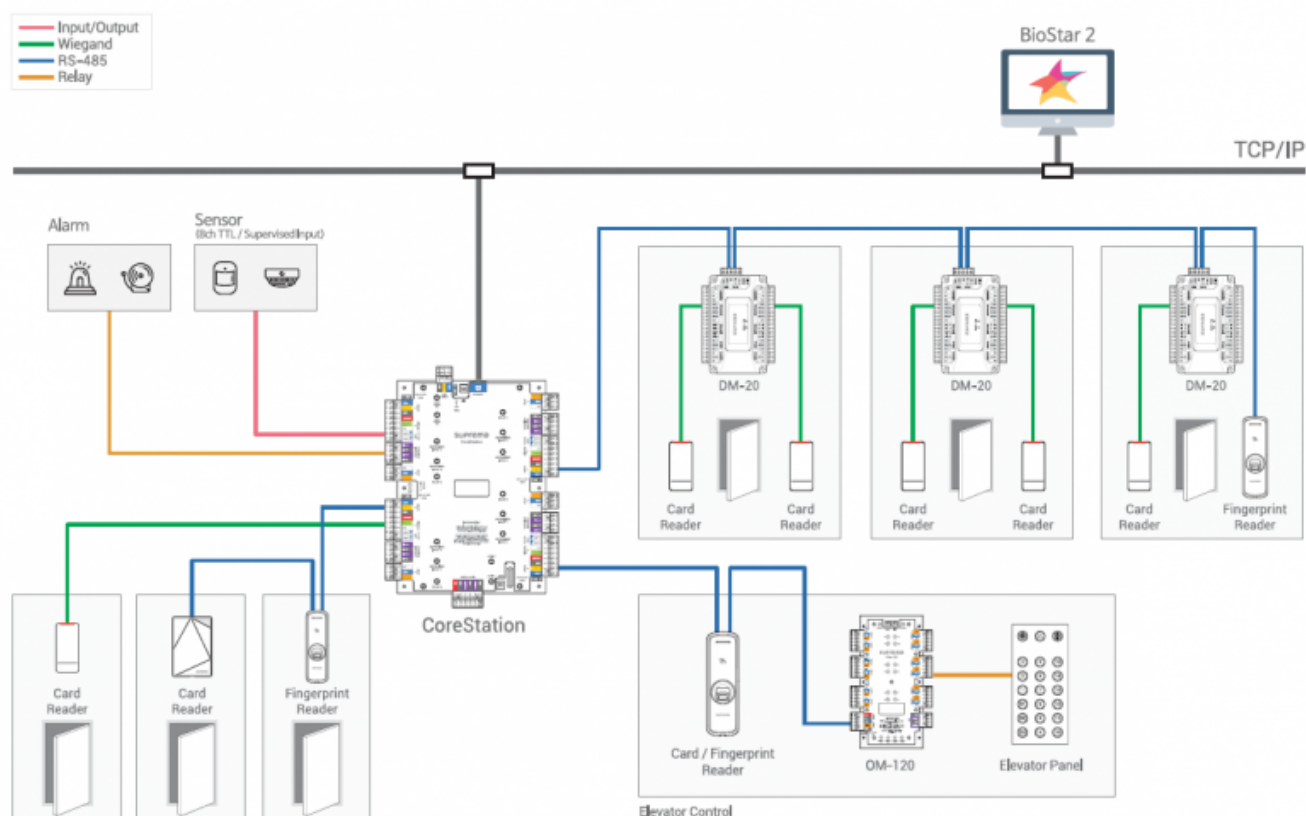 Input/Output
Wiegand
RS-485
Relay
BioStar 2
TCP/IP
Alarm
Sensor
(8ch TTL / SupervisedInput)
DM-20
DM-20
DM-20
Card
Reader
Card
Reader
Card
Reader
Card
Reader
Card
Reader
Fingerprint
Reader
suprema
CoreStation
Card
Reader
Card
Reader
Fingerprint
Reader
Card / Fingerprint
Reader
OM-120
Elevator Panel
Elevator Control